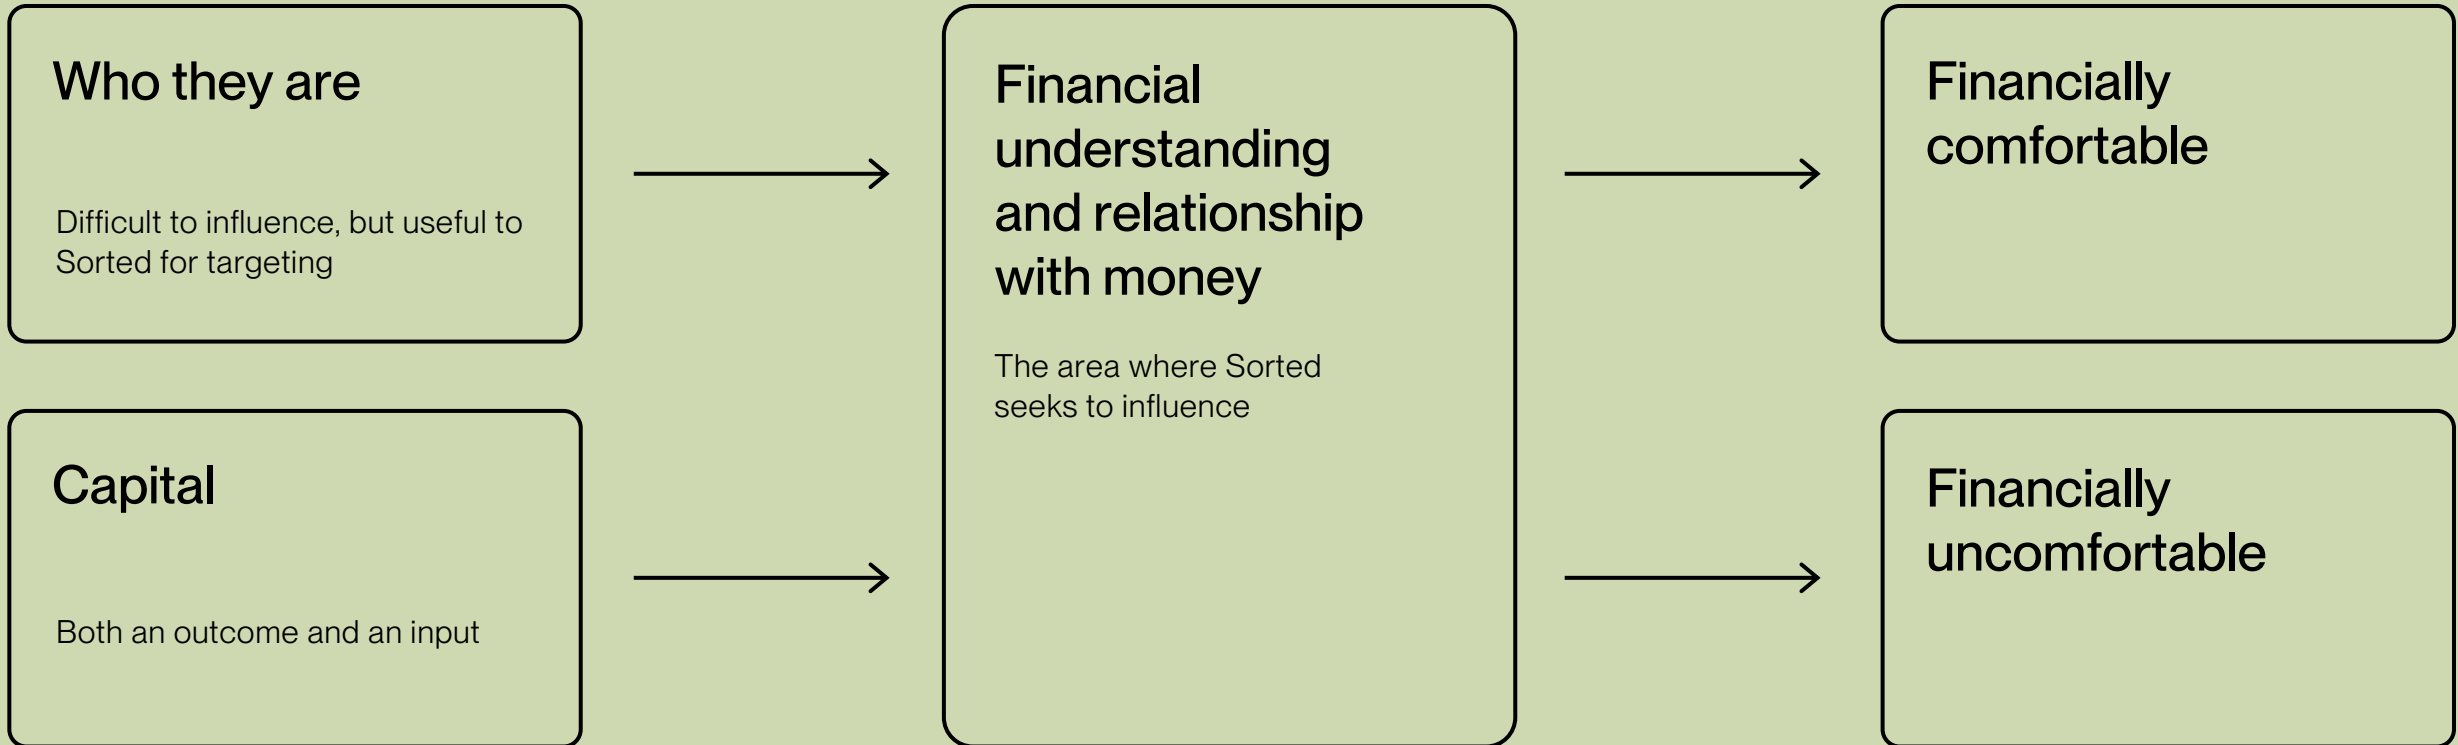 Who they are
Difficult to influence, but useful to
Sorted for targeting
Capital
Both an outcome and an input
Financial
understanding
and relationship
with money
The area where Sorted
seeks to influence
Financially
comfortable
Financially
uncomfortable